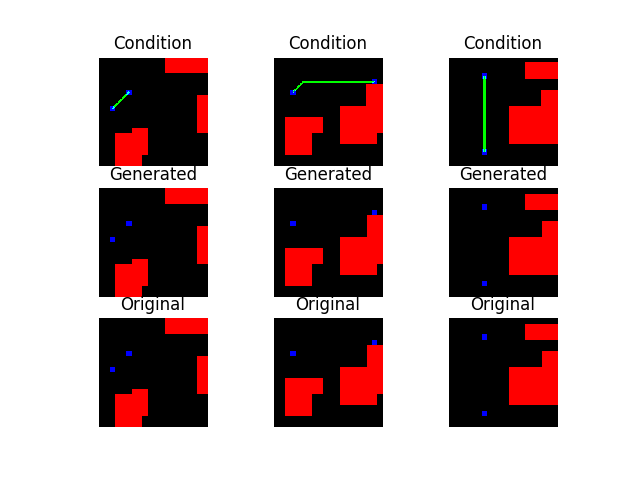 Condition Condition Condition
Generated Generated Generated
Original Original Original